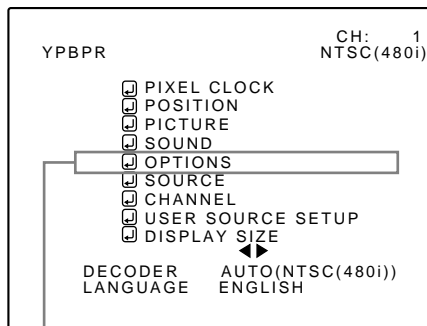 CH: 1
YPBPR NTSC(480i)
PIXEL CLOCK
POSITION
PICTURE
SOUND
OPTIONS
SOURCE
CHANNEL
USER SOURCE SETUP
DISPLAY SIZE
DECODER AUTO(NTSC(480i))
LANGUAGE ENGLISH